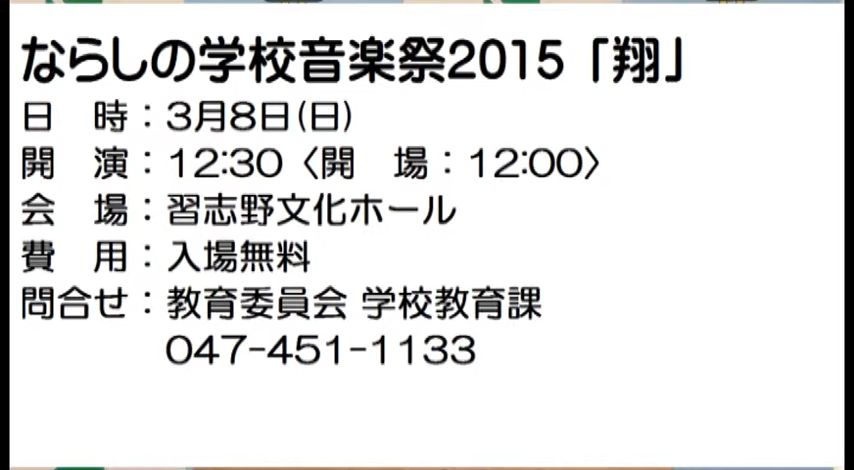 ならしの学校音楽祭2015「翔」
日　時：3月8日(日)
開　演：12:30〈開　場：12:00〉
会　場：習志野文化ホール
費　用：入場無料
問合せ：教育委員会 学校教育課
047-451-1133